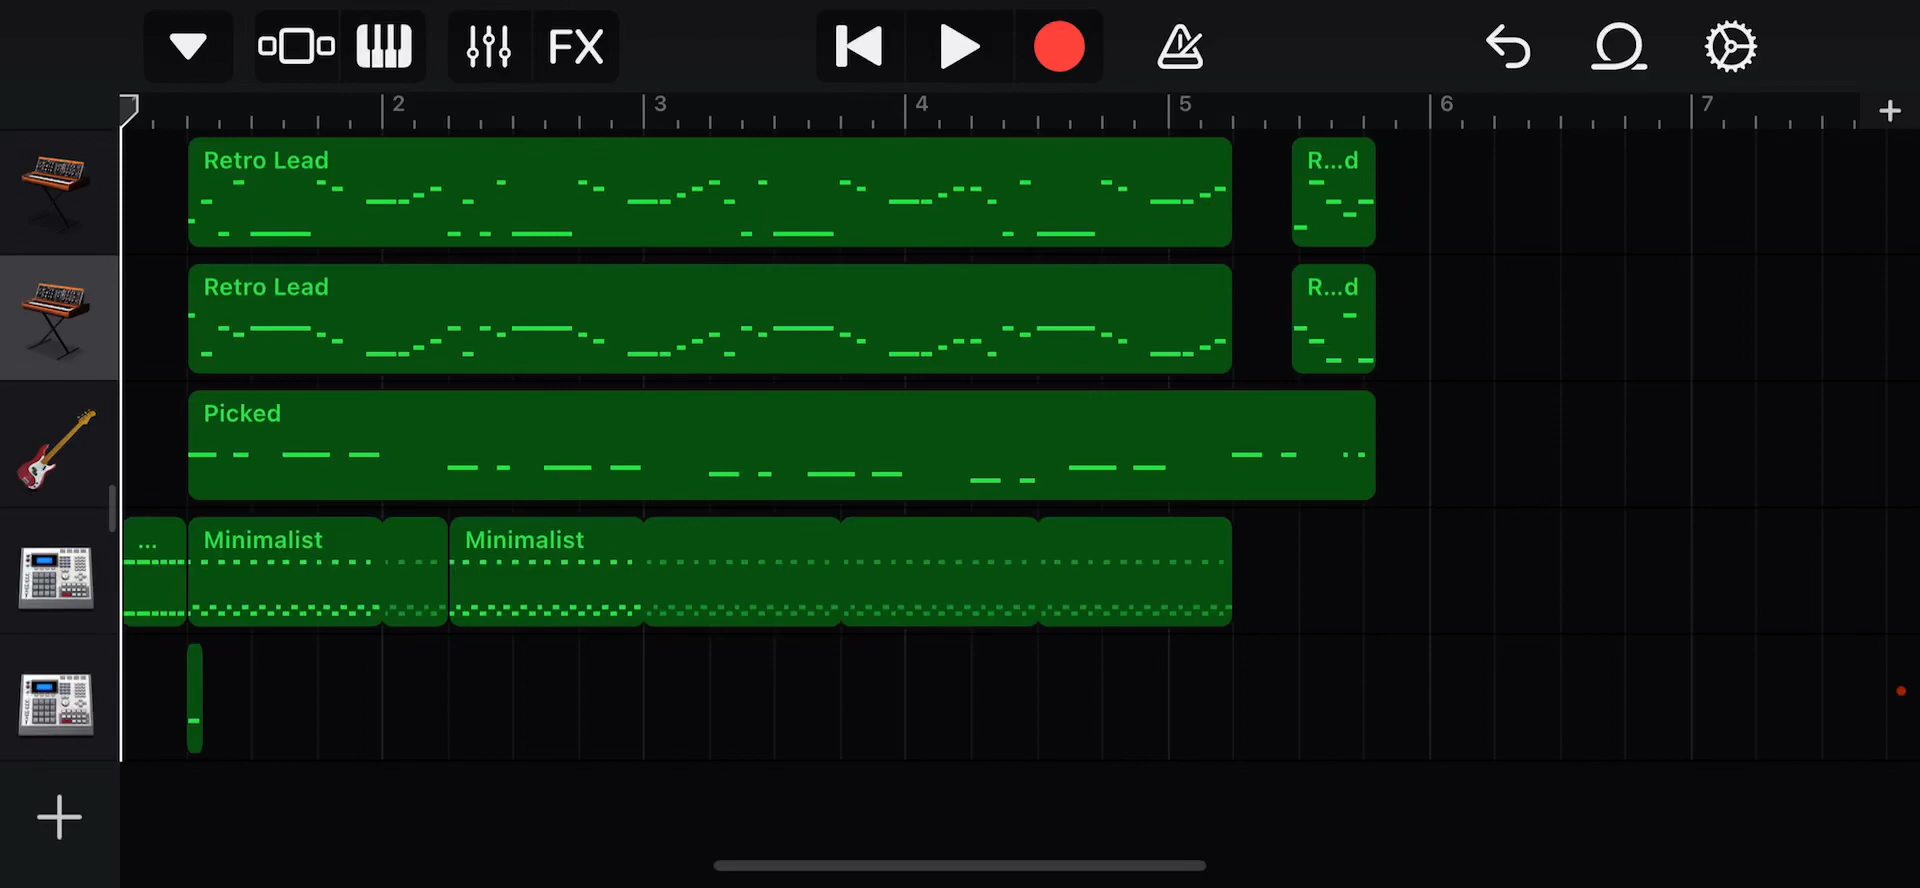 FX
2
3
4
5
6
7
Retro Lead
R...d
Retro Lead
R...d
Picked
...
Minimalist
Minimalist